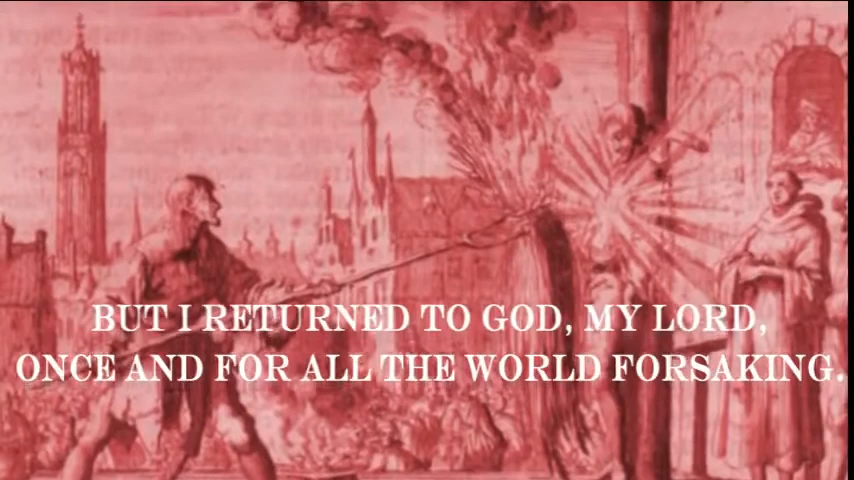 BUT I RETURNED TO GOD, MY LORD,
ONCE AND FOR ALL THE WORLD FORSAKING.